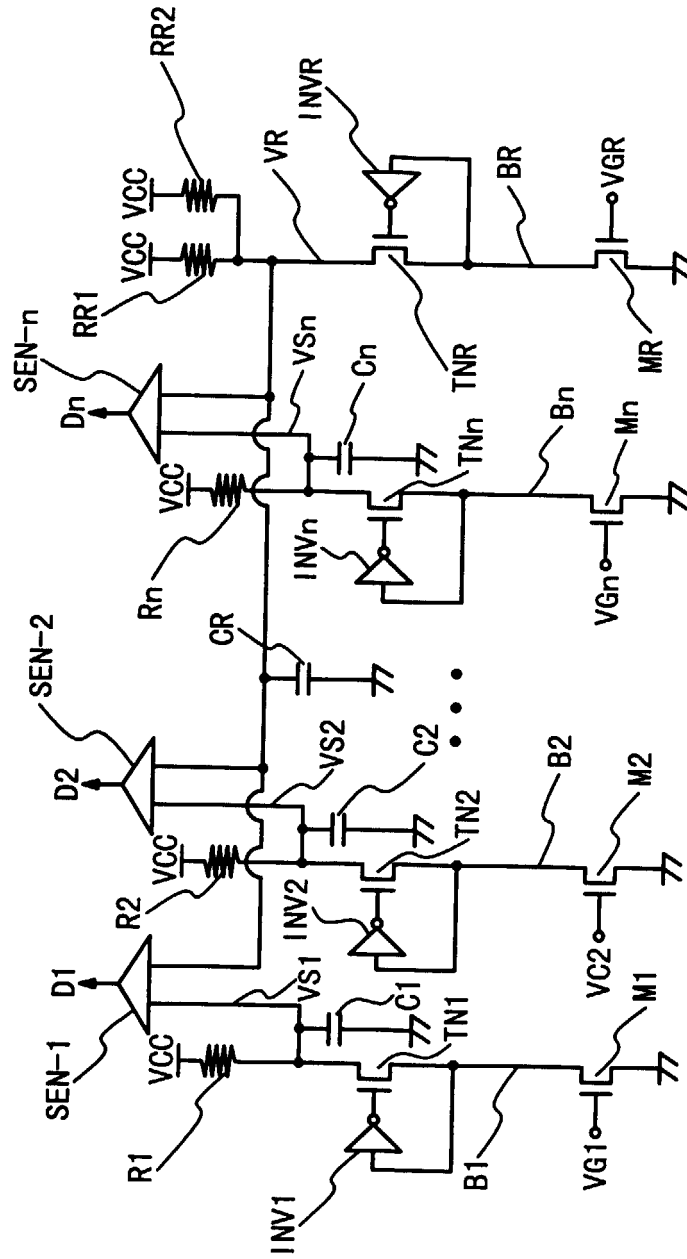 SEN-1
D1
SEN-2
D2
SEN-n
Dn
VCC
VCC
VCC
VCC
VCC
R1
VS1
R2
VS2
CR
Rn
VSn
RR1
RR2
VR
INVR
INV1
C1
TN1
INV2
C2
TN2
INVn
Cn
TNn
TNR
B1
B2
Bn
BR
VG1
M1
VC2
M2
VGn
Mn
MR
VGR